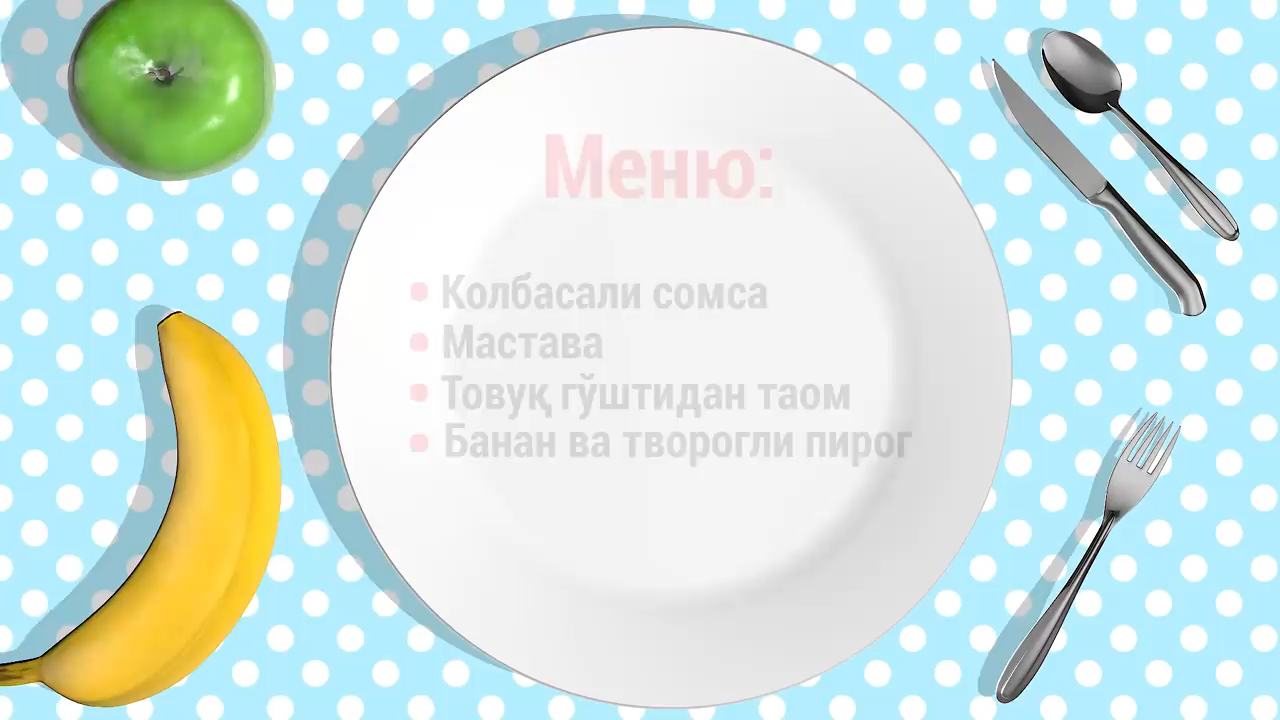 Меню:
• Колбасали сомса
• Мастава
• Товуқ гўштидан таом
• Банан ва творогли пирог